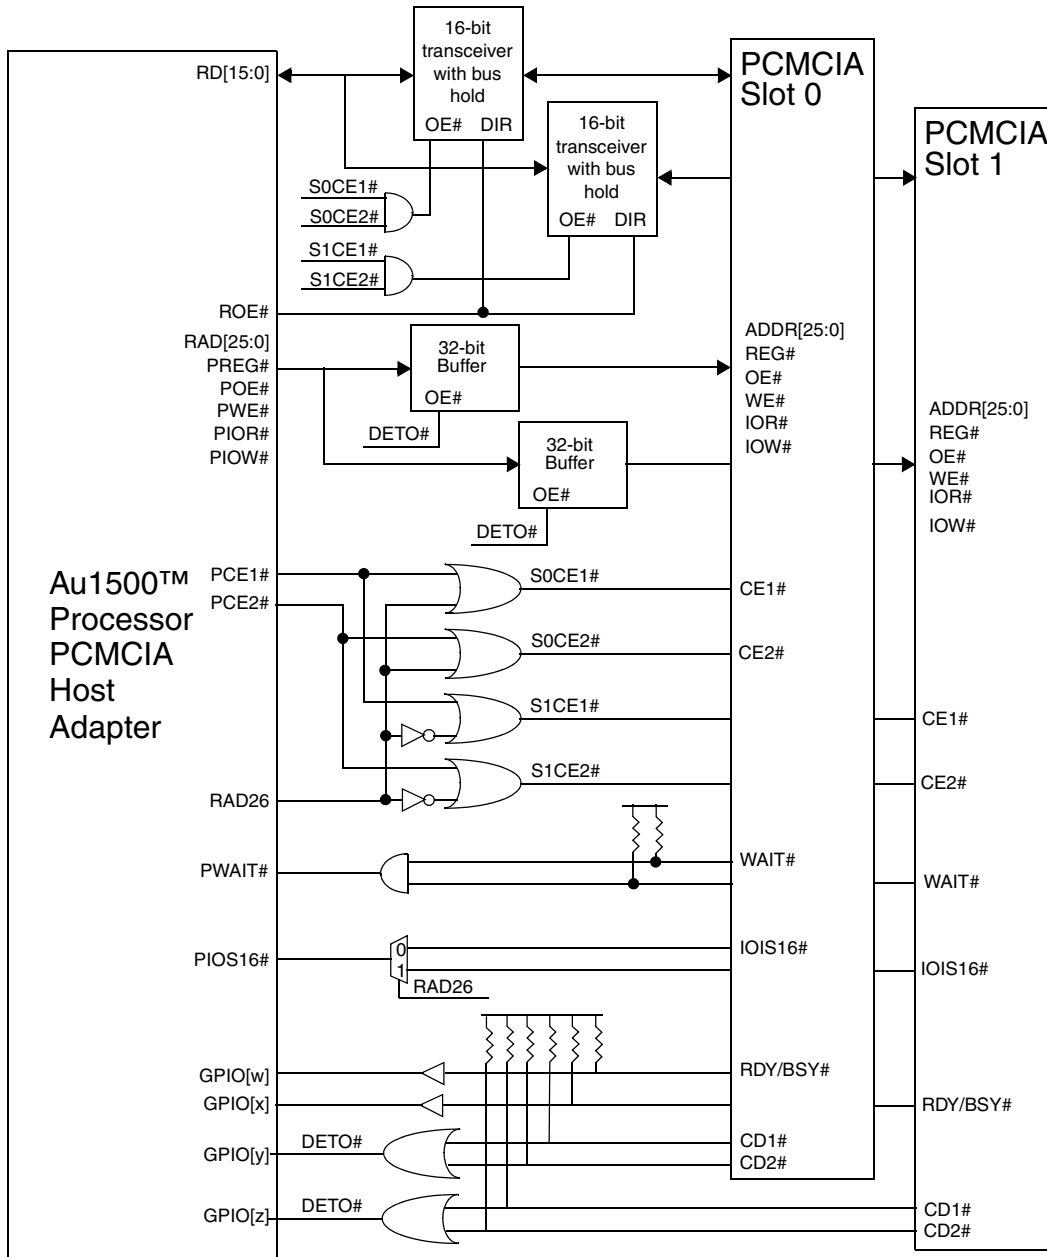 16-bit
transceiver
with bus
hold
OE# DIR
RD[15:0]
PCMCIA
Slot 0
16-bit
transceiver
with bus
hold
OE# DIR
PCMCIA
Slot 1
S0CE1#
S0CE2#
S1CE1#
S1CE2#
ROE#
RAD[25:0]
PREG#
POE#
PWE#
PIOR#
PIOW#
32-bit
Buffer
OE#
DETO#
32-bit
Buffer
OE#
DETO#
ADDR[25:0]
REG#
OE#
WE#
IOR#
IOW#
ADDR[25:0]
REG#
OE#
WE#
IOR#
IOW#
Au1500™
Processor
PCMCIA
Host
Adapter
PCE1#
PCE2#
S0CE1#
CE1#
S0CE2#
CE2#
S1CE1#
CE1#
S1CE2#
CE2#
RAD26
PWAIT#
WAIT#
WAIT#
PIOS16#
0
1
RAD26
IOIS16#
IOIS16#
GPIO[w]
RDY/BSY#
GPIO[x]
RDY/BSY#
GPIO[y]
DETO#
CD1#
CD2#
GPIO[z]
DETO#
CD1#
CD2#